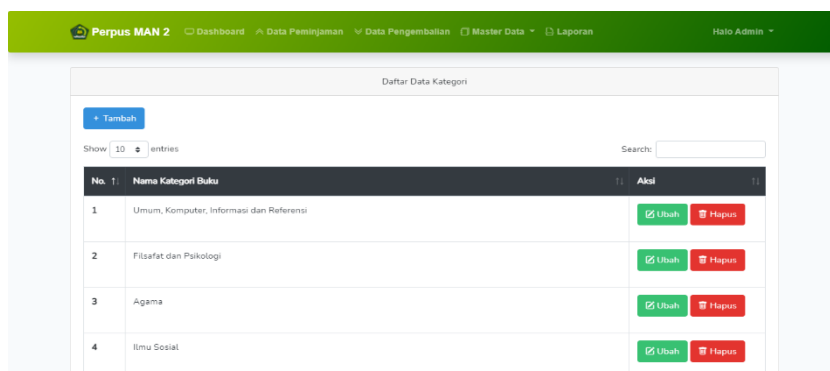 Perpus MAN 2 Dashboard Data Peminjaman Data Pengembalian Master Data Laporan Halo Admin
Daftar Data Kategori
+ Tambah
Show 10 entries Search:
No. Nama Kategori Buku Aksi
1 Umum, Komputer, Informasi dan Referensi Ubah Hapus
2 Filsafat dan Psikologi Ubah Hapus
3 Agama Ubah Hapus
4 Ilmu Sosial Ubah Hapus